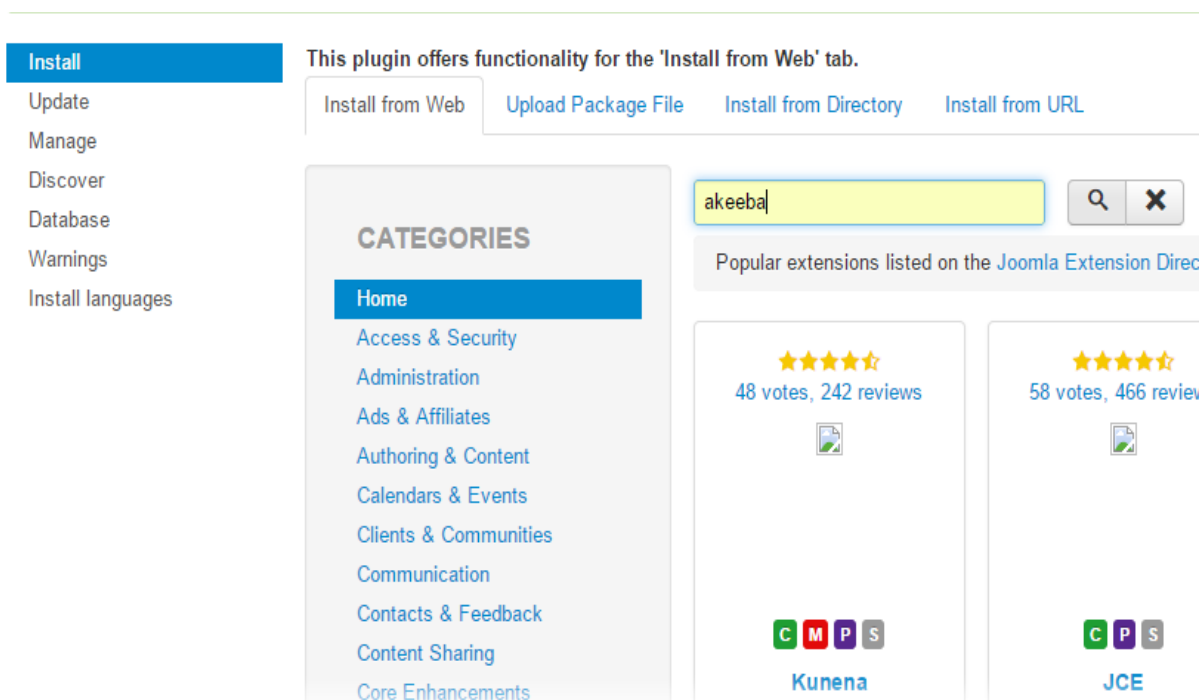 Install
Update
Manage
Discover
Database
Warnings
Install languages
This plugin offers functionality for the 'Install from Web' tab.
Install from Web Upload Package File Install from Directory Install from URL
CATEGORIES
Home
Access & Security
Administration
Ads & Affiliates
Authoring & Content
Calendars & Events
Clients & Communities
Communication
Contacts & Feedback
Content Sharing
Core Enhancements
akeeba
Popular extensions listed on the Joomla Extension Direc
48 votes, 242 reviews
C M P S
Kunena
58 votes, 466 review
C P S
JCE